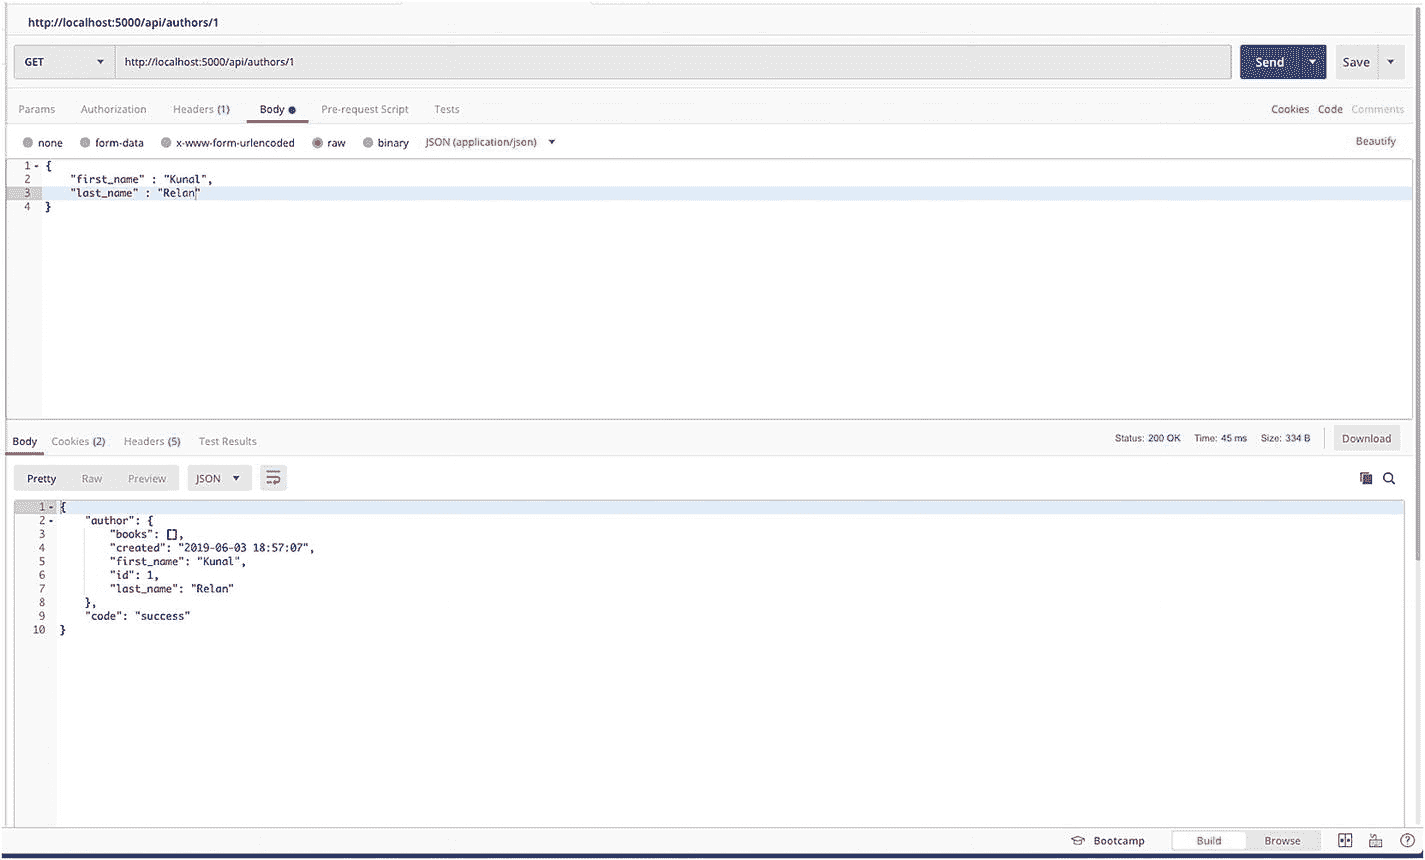 http://localhost:5000/api/authors/1
GET http://localhost:5000/api/authors/1 Send Save
Params Authorization Headers (1) Body Pre-request Script Tests Cookies Code Comments
none form-data x-www-form-urlencoded raw binary JSON (application/json) Beautify
1 {
2 "first_name" : "Kunal",
3 "last_name" : "Relan"
4 }
Body Cookies (2) Headers (5) Test Results Status: 200 OK Time: 45 ms Size: 334 B Download
Pretty Raw Preview JSON
1 {
2 "author": {
3 "books": [],
4 "created": "2019-06-03 18:57:07",
5 "first_name": "Kunal",
6 "id": 1,
7 "last_name": "Relan"
8 },
9 "code": "success"
10 }
Bootcamp Build Browse